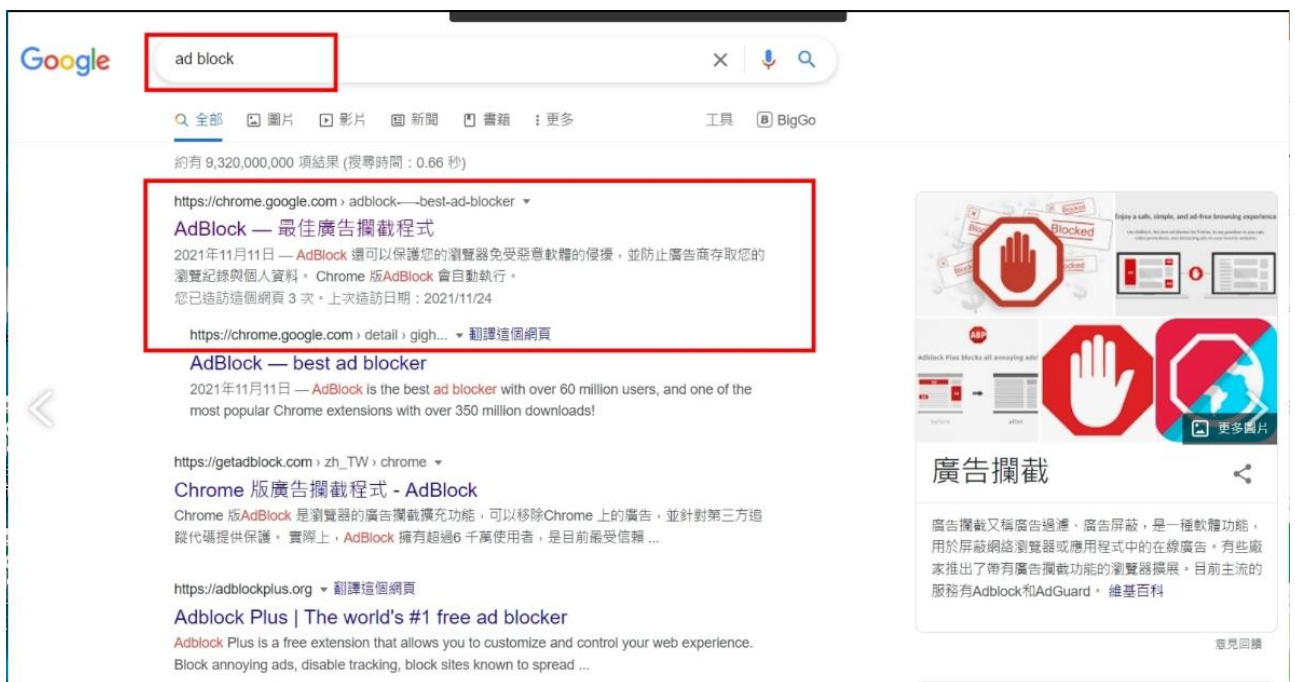 Google
ad block
全部 圖片 影片 新聞 書籍 更多 工具 BigGo
約有 9,320,000,000 項結果 (搜尋時間：0.66 秒)
https://chrome.google.com › adblock-—-best-ad-blocker
AdBlock — 最佳廣告攔截程式
2021年11月11日 — AdBlock 還可以保護您的瀏覽器免受惡意軟體的侵擾，並防止廣告商存取您的
瀏覽紀錄與個人資料。 Chrome 版AdBlock 會自動執行。
您已造訪這個網頁 3 次。上次造訪日期：2021/11/24
https://chrome.google.com › detail › gigh... 翻譯這個網頁
AdBlock — best ad blocker
2021年11月11日 — AdBlock is the best ad blocker with over 60 million users, and one of the
most popular Chrome extensions with over 350 million downloads!
https://getadblock.com › zh_TW › chrome
Chrome 版廣告攔截程式 - AdBlock
Chrome 版AdBlock 是瀏覽器的廣告攔截擴充功能，可以移除Chrome 上的廣告，並針對第三方追
蹤代碼提供保護。 實際上，AdBlock 擁有超過6 千萬使用者，是目前最受信賴 ...
https://adblockplus.org 翻譯這個網頁
Adblock Plus | The world's #1 free ad blocker
Adblock Plus is a free extension that allows you to customize and control your web experience.
Block annoying ads, disable tracking, block sites known to spread ...
Blocked
Blocked
Enjoy a safe, simple, and ad-free browsing experience
ABP
Adblock Plus blocks all annoying ads
before after
更多圖片
廣告攔截
廣告攔截又稱廣告過濾、廣告屏蔽，是一種軟體功能，
用於屏蔽網絡瀏覽器或應用程式中的在線廣告。有些廠
家推出了帶有廣告攔截功能的瀏覽器擴展。目前主流的
服務有Adblock和AdGuard。 維基百科
意見回饋